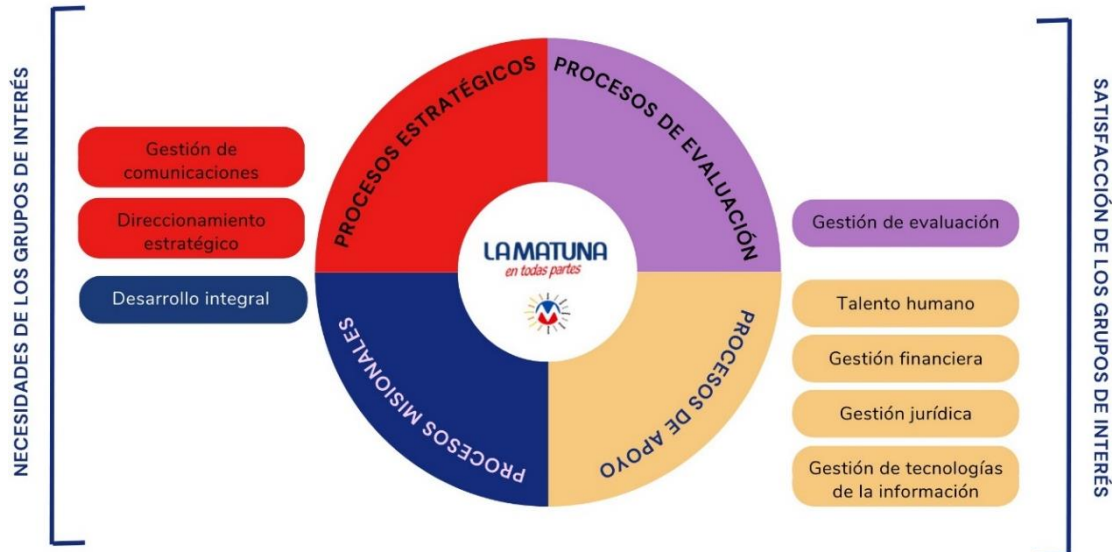 NECESIDADES DE LOS GRUPOS DE INTERÉS
Gestión de
comunicaciones
Direccionamiento
estratégico
Desarrollo integral
PROCESOS ESTRATÉGICOS
PROCESOS DE EVALUACIÓN
LA MATUNA
en todas partes
PROCESOS MISIONALES
PROCESOS DE APOYO
Gestión de evaluación
Talento humano
Gestión financiera
Gestión jurídica
Gestión de tecnologías
de la información
SATISFACCIÓN DE LOS GRUPOS DE INTERÉS